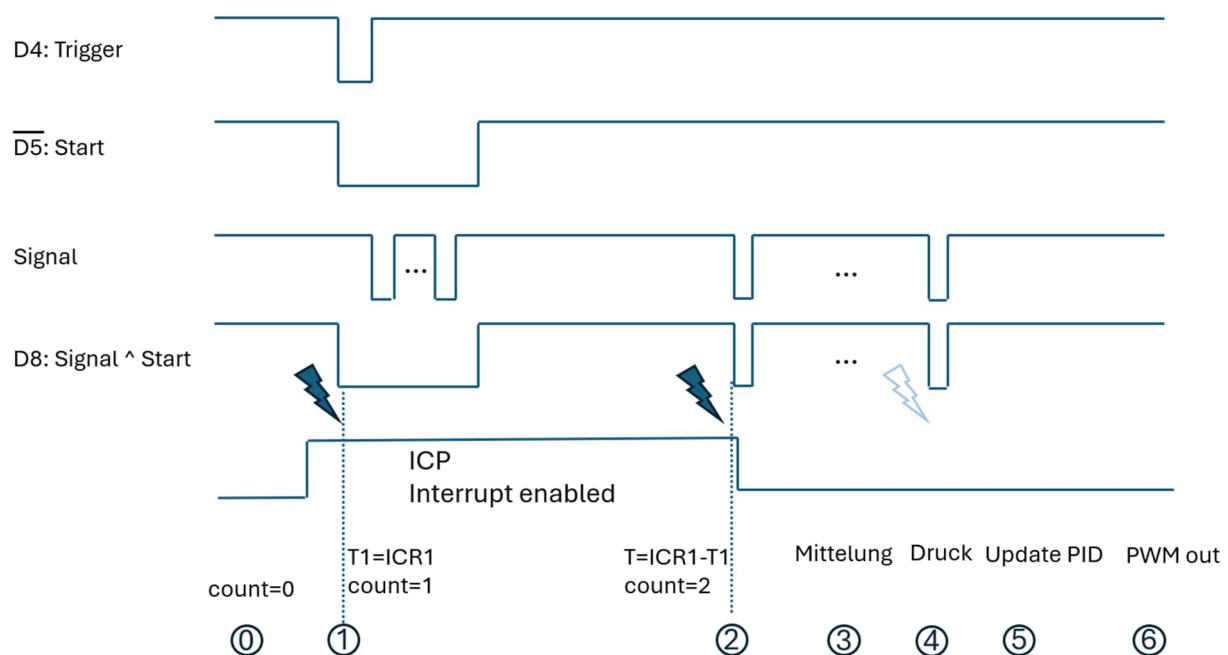 D4: Trigger
D5: Start
Signal
...
...
D8: Signal ^ Start
...
ICP
Interrupt enabled
T1=ICR1
count=1
T=ICR1-T1
count=2
Mittelung
Druck
Update PID
PWM out
count=0
0
1
2
3
4
5
6